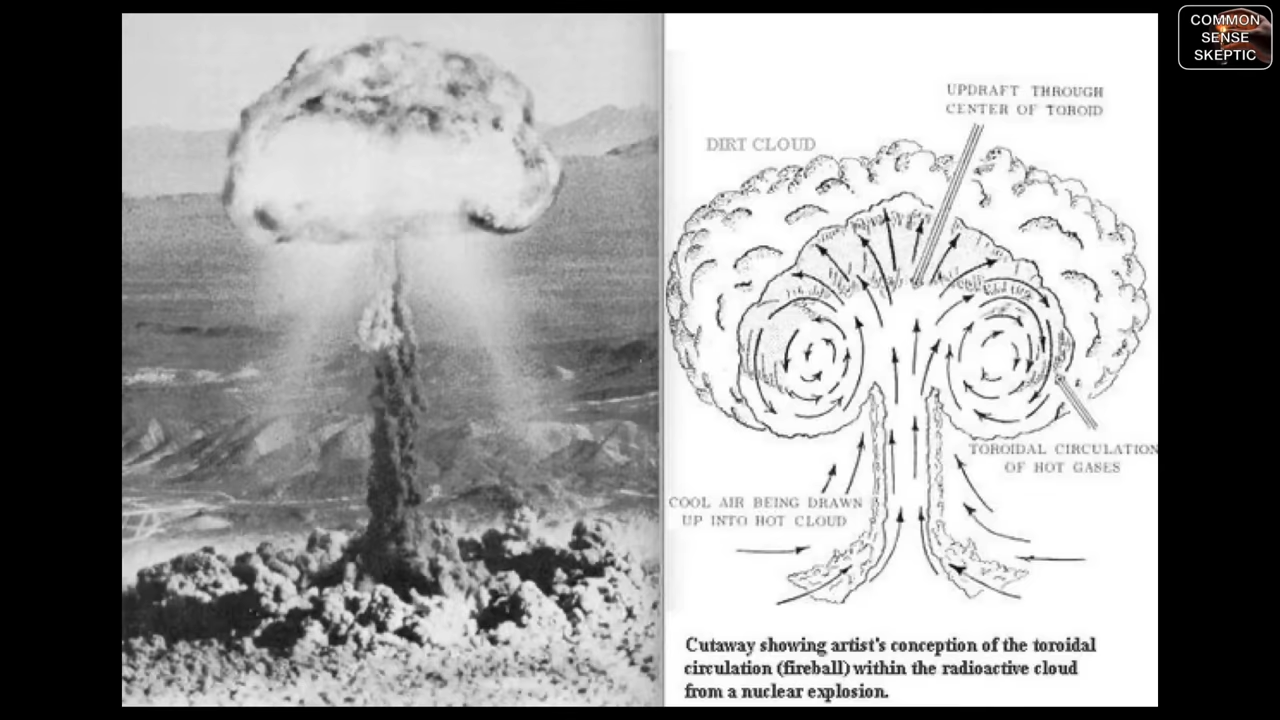 COMMON
SENSE
SKEPTIC
UPDRAFT THROUGH
CENTER OF TOROID
DIRT CLOUD
TOROIDAL CIRCULATION
OF HOT GASES
COOL AIR BEING DRAWN
UP INTO HOT CLOUD
Cutaway showing artist's conception of the toroidal
circulation (fireball) within the radioactive cloud
from a nuclear explosion.